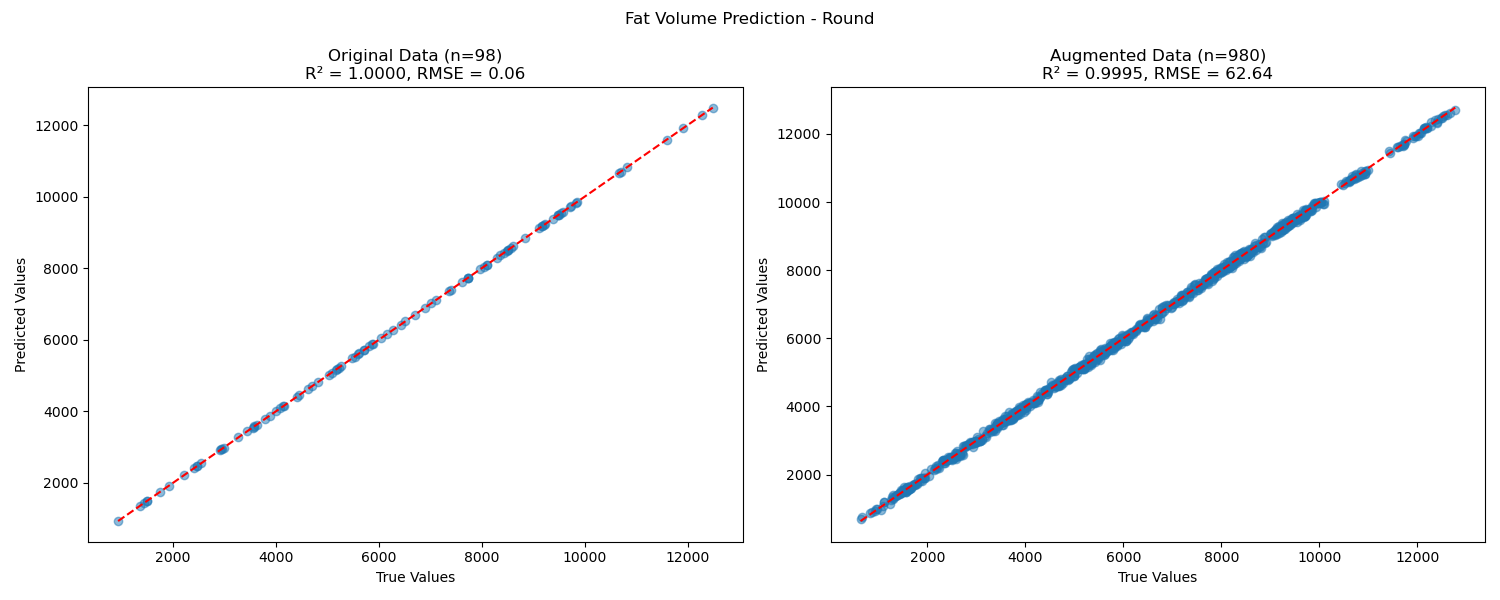 Fat Volume Prediction - Round
Original Data (n=98)
R² = 1.0000, RMSE = 0.06
12000
10000
8000
6000
4000
2000
Predicted Values
2000 4000 6000 8000 10000 12000
True Values
Augmented Data (n=980)
R² = 0.9995, RMSE = 62.64
12000
10000
8000
6000
4000
2000
Predicted Values
2000 4000 6000 8000 10000 12000
True Values